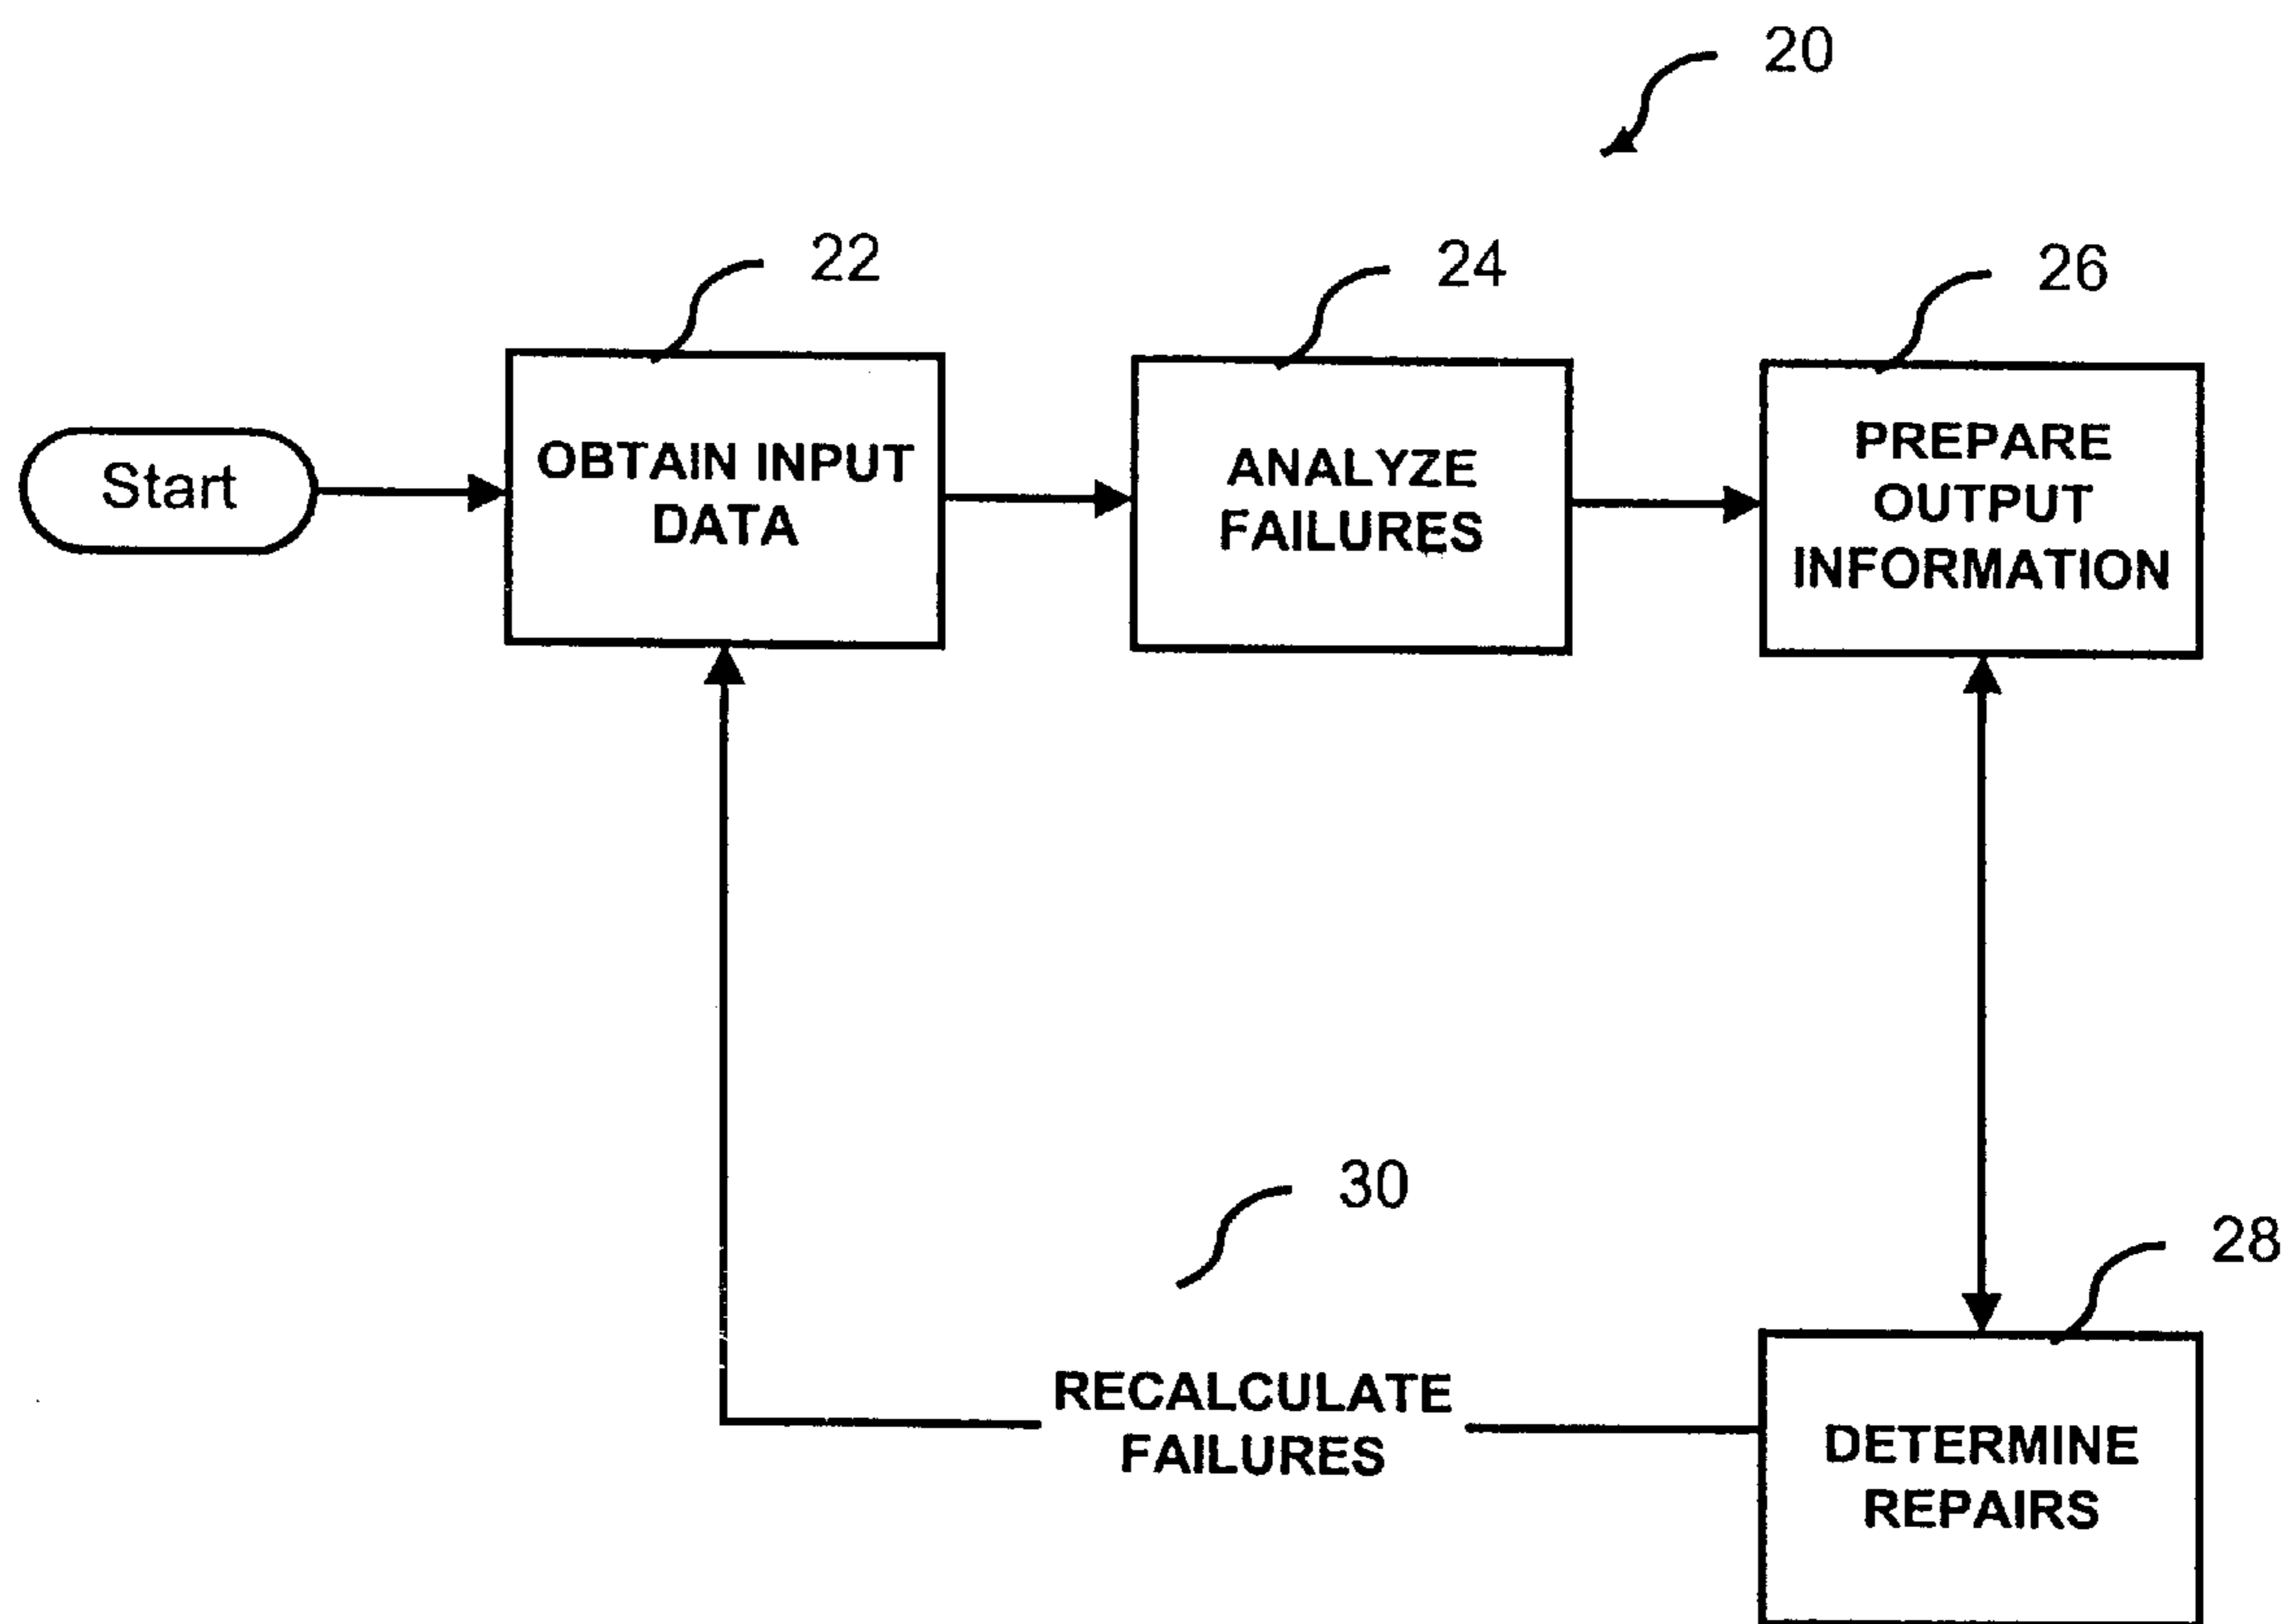 20
22
24
26
Start
OBTAIN INPUT
DATA
ANALYZE
FAILURES
PREPARE
OUTPUT
INFORMATION
30
28
RECALCULATE
FAILURES
DETERMINE
REPAIRS